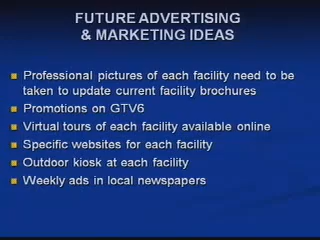 FUTURE ADVERTISING
& MARKETING IDEAS
Professional pictures of each facility need to be
taken to update current facility brochures
Promotions on GTV6
Virtual tours of each facility available online
Specific websites for each facility
Outdoor kiosk at each facility
Weekly ads in local newspapers